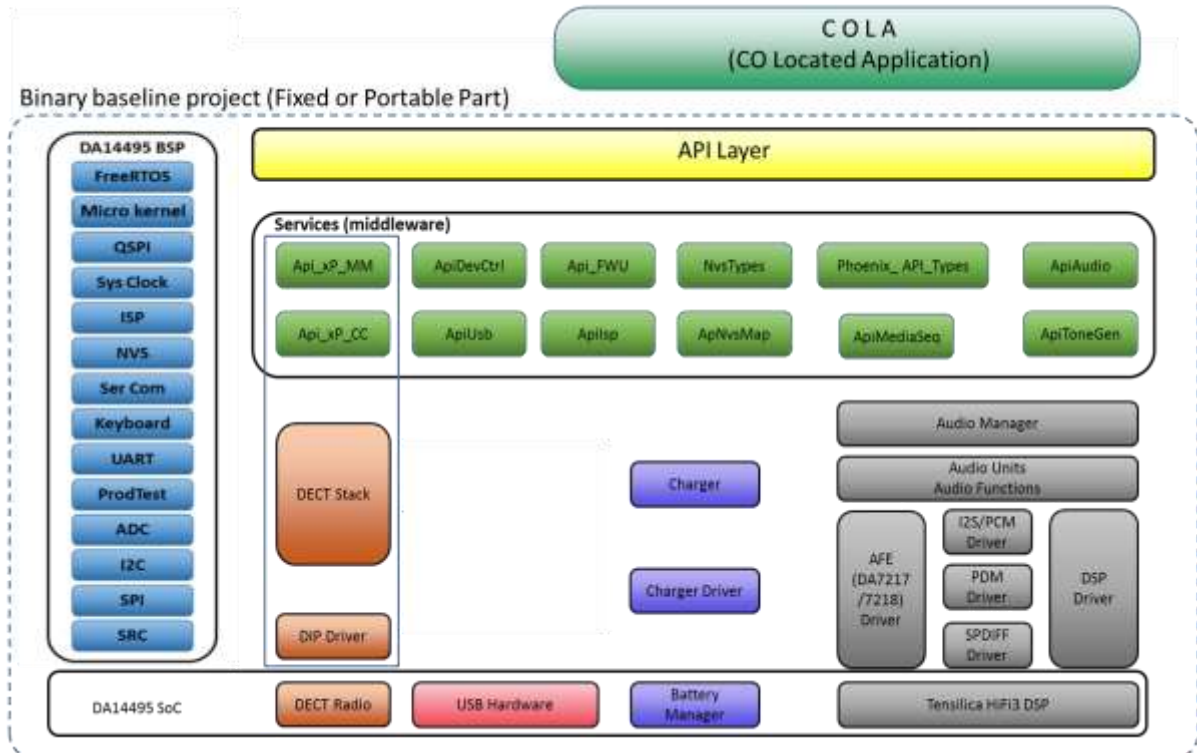 C O L A
(CO Located Application)
Binary baseline project (Fixed or Portable Part)
DA14495 BSP
FreeRTOS
Micro kernel
QSPI
Sys Clock
ISP
NVS
Ser Com
Keyboard
UART
ProdTest
ADC
I2C
SPI
SRC
API Layer
Services (middleware)
Api_xP_MM
ApiDevCtrl
Api_FWU
NvsTypes
Phoenix_ API_Types
ApiAudio
Api_xP_CC
ApiUsb
ApiIsp
ApNvsMap
ApiMediaSeq
ApiToneGen
DECT Stack
DIP Driver
Charger
Charger Driver
Audio Manager
Audio Units
Audio Functions
AFE
(DA7217
/7218)
Driver
I2S/PCM
Driver
PDM
Driver
SPDIFF
Driver
DSP
Driver
DA14495 SoC
DECT Radio
USB Hardware
Battery
Manager
Tensilica HiFi3 DSP